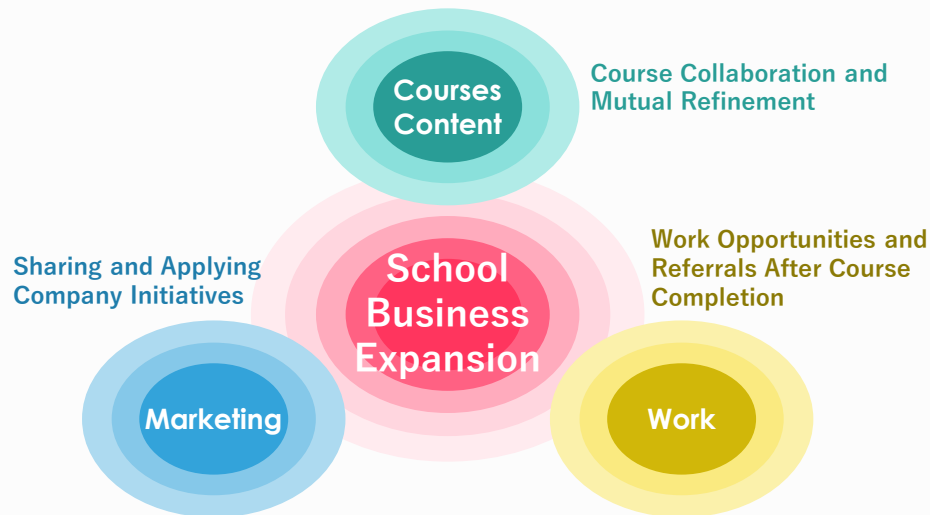 Courses
Content
Course Collaboration and
Mutual Refinement
School
Business
Expansion
Sharing and Applying
Company Initiatives
Marketing
Work Opportunities and
Referrals After Course
Completion
Work